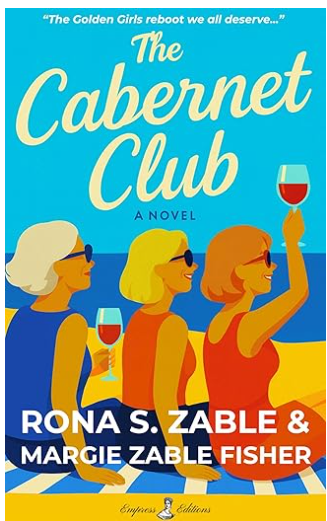 “The Golden Girls reboot we all deserve...”
The
Cabernet
Club
A NOVEL
RONA S. ZABLE &
MARGIE ZABLE FISHER
Empress Editions